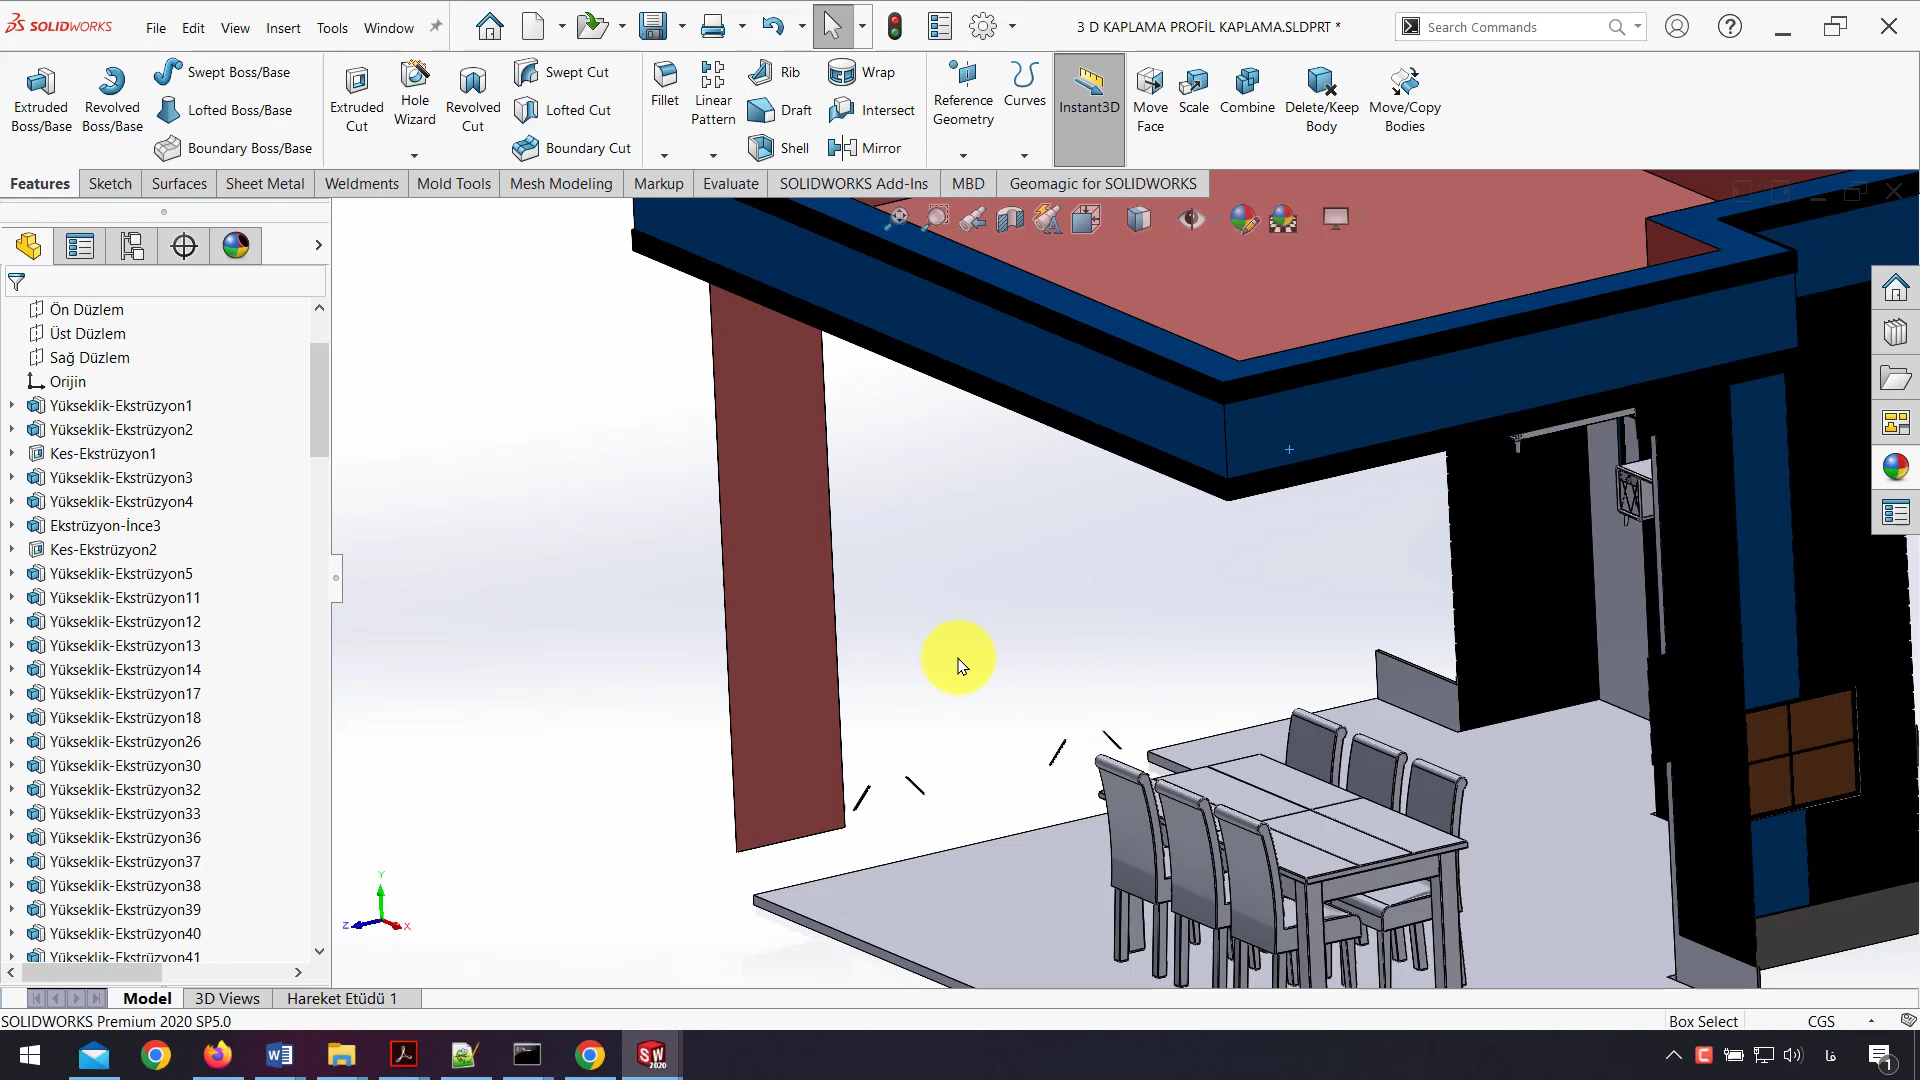 SOLIDWORKS
File Edit View Insert Tools Window
3 D KAPLAMA PROFİL KAPLAMA.SLDPRT *
Search Commands
Extruded Boss/Base
Revolved Boss/Base
Swept Boss/Base
Lofted Boss/Base
Boundary Boss/Base
Extruded Cut
Hole Wizard
Revolved Cut
Swept Cut
Lofted Cut
Boundary Cut
Fillet
Linear Pattern
Rib
Draft
Shell
Wrap
Intersect
Mirror
Reference Geometry
Curves
Instant3D
Move Face
Scale
Combine
Delete/Keep Body
Move/Copy Bodies
Features Sketch Surfaces Sheet Metal Weldments Mold Tools Mesh Modeling Markup Evaluate SOLIDWORKS Add-Ins MBD Geomagic for SOLIDWORKS
Ön Düzlem
Üst Düzlem
Sağ Düzlem
Orijin
Yükseklik-Ekstrüzyon1
Yükseklik-Ekstrüzyon2
Kes-Ekstrüzyon1
Yükseklik-Ekstrüzyon3
Yükseklik-Ekstrüzyon4
Ekstrüzyon-İnce3
Kes-Ekstrüzyon2
Yükseklik-Ekstrüzyon5
Yükseklik-Ekstrüzyon11
Yükseklik-Ekstrüzyon12
Yükseklik-Ekstrüzyon13
Yükseklik-Ekstrüzyon14
Yükseklik-Ekstrüzyon17
Yükseklik-Ekstrüzyon18
Yükseklik-Ekstrüzyon26
Yükseklik-Ekstrüzyon30
Yükseklik-Ekstrüzyon32
Yükseklik-Ekstrüzyon33
Yükseklik-Ekstrüzyon36
Yükseklik-Ekstrüzyon37
Yükseklik-Ekstrüzyon38
Yükseklik-Ekstrüzyon39
Yükseklik-Ekstrüzyon40
Yükseklik-Ekstrüzyon41
Y
Z
X
Model 3D Views Hareket Etüdü 1
SOLIDWORKS Premium 2020 SP5.0
Box Select
CGS
SW 2020
فا
1